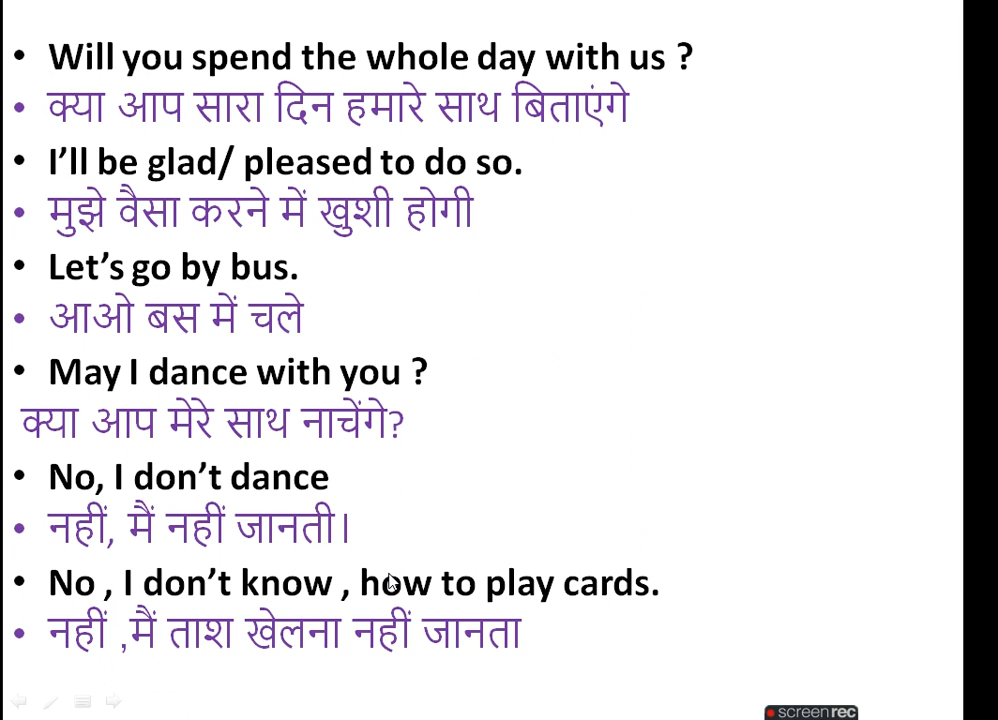 • Will you spend the whole day with us ?
• क्या आप सारा दिन हमारे साथ बिताएंगे
• I’ll be glad/ pleased to do so.
• मुझे वैसा करने में खुशी होगी
• Let’s go by bus.
• आओ बस में चले
• May I dance with you ?
क्या आप मेरे साथ नाचेंगे?
• No, I don’t dance
• नहीं, मैं नहीं जानती।
• No , I don’t know , how to play cards.
• नहीं ,मैं ताश खेलना नहीं जानता
screenrec